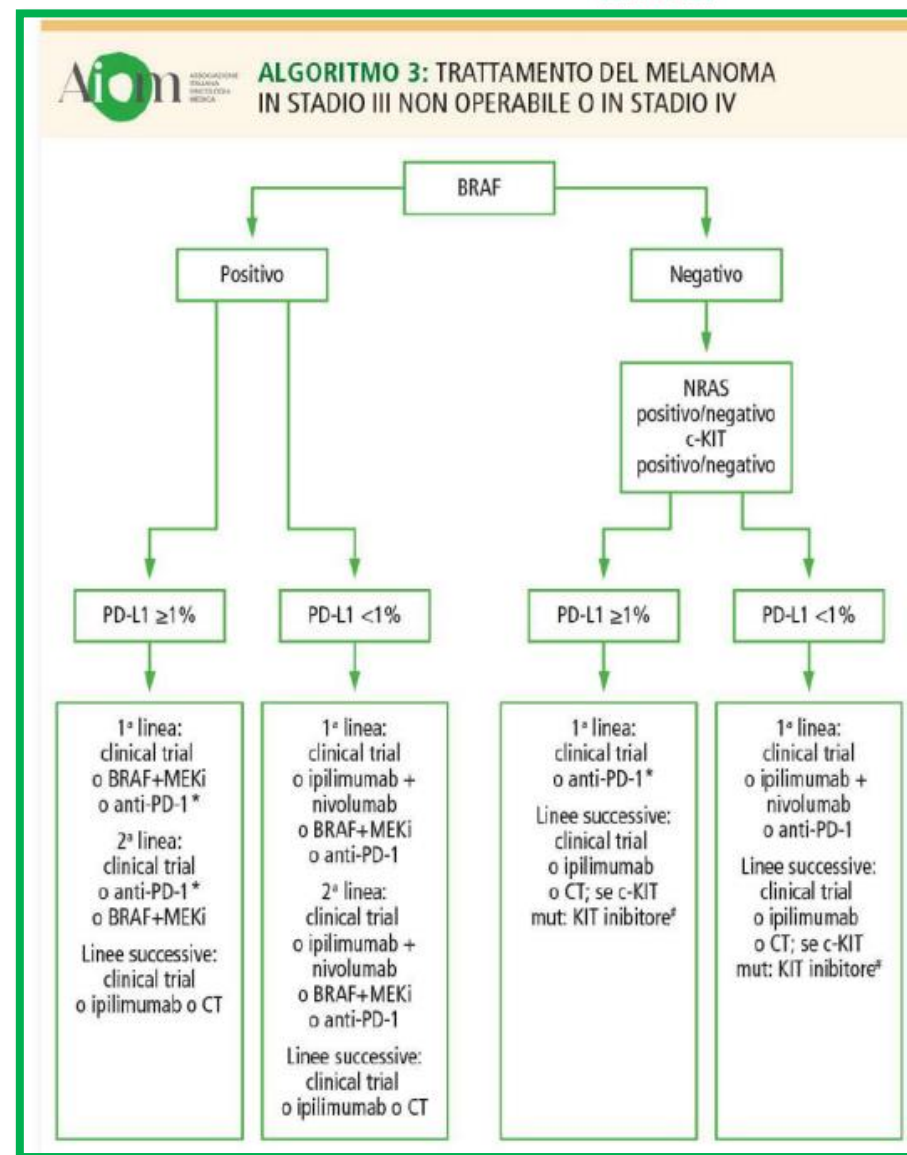 Aiom
ASSOCIAZIONE
ITALIANA
ONCOLOGIA
MEDICA
ALGORITMO 3: TRATTAMENTO DEL MELANOMA
IN STADIO III NON OPERABILE O IN STADIO IV
BRAF
Positivo
Negativo
NRAS
positivo/negativo
c-KIT
positivo/negativo
PD-L1 ≥1%
PD-L1 <1%
PD-L1 ≥1%
PD-L1 <1%
1ª linea:
clinical trial
o BRAF+MEKi
o anti-PD-1*
2ª linea:
clinical trial
o anti-PD-1*
o BRAF+MEKi
Linee successive:
clinical trial
o ipilimumab o CT
1ª linea:
clinical trial
o ipilimumab +
nivolumab
o BRAF+MEKi
o anti-PD-1
2ª linea:
clinical trial
o ipilimumab +
nivolumab
o BRAF+MEKi
o anti-PD-1
Linee successive:
clinical trial
o ipilimumab o CT
1ª linea:
clinical trial
o anti-PD-1*
Linee successive:
clinical trial
o ipilimumab
o CT; se c-KIT
mut: KIT inibitore#
1ª linea:
clinical trial
o ipilimumab +
nivolumab
o anti-PD-1
Linee successive:
clinical trial
o ipilimumab
o CT; se c-KIT
mut: KIT inibitore#